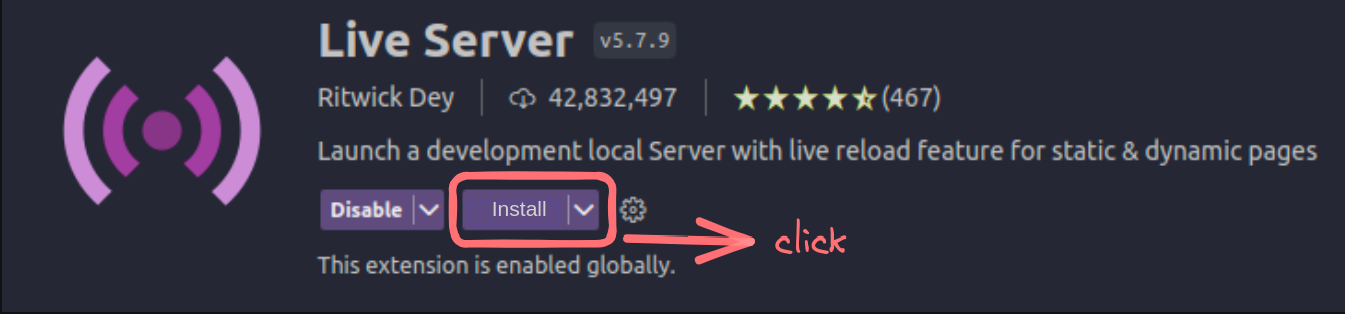 Live Server v5.7.9
Ritwick Dey 42,832,497 (467)
Launch a development local Server with live reload feature for static & dynamic pages
Disable Install
click
This extension is enabled globally.